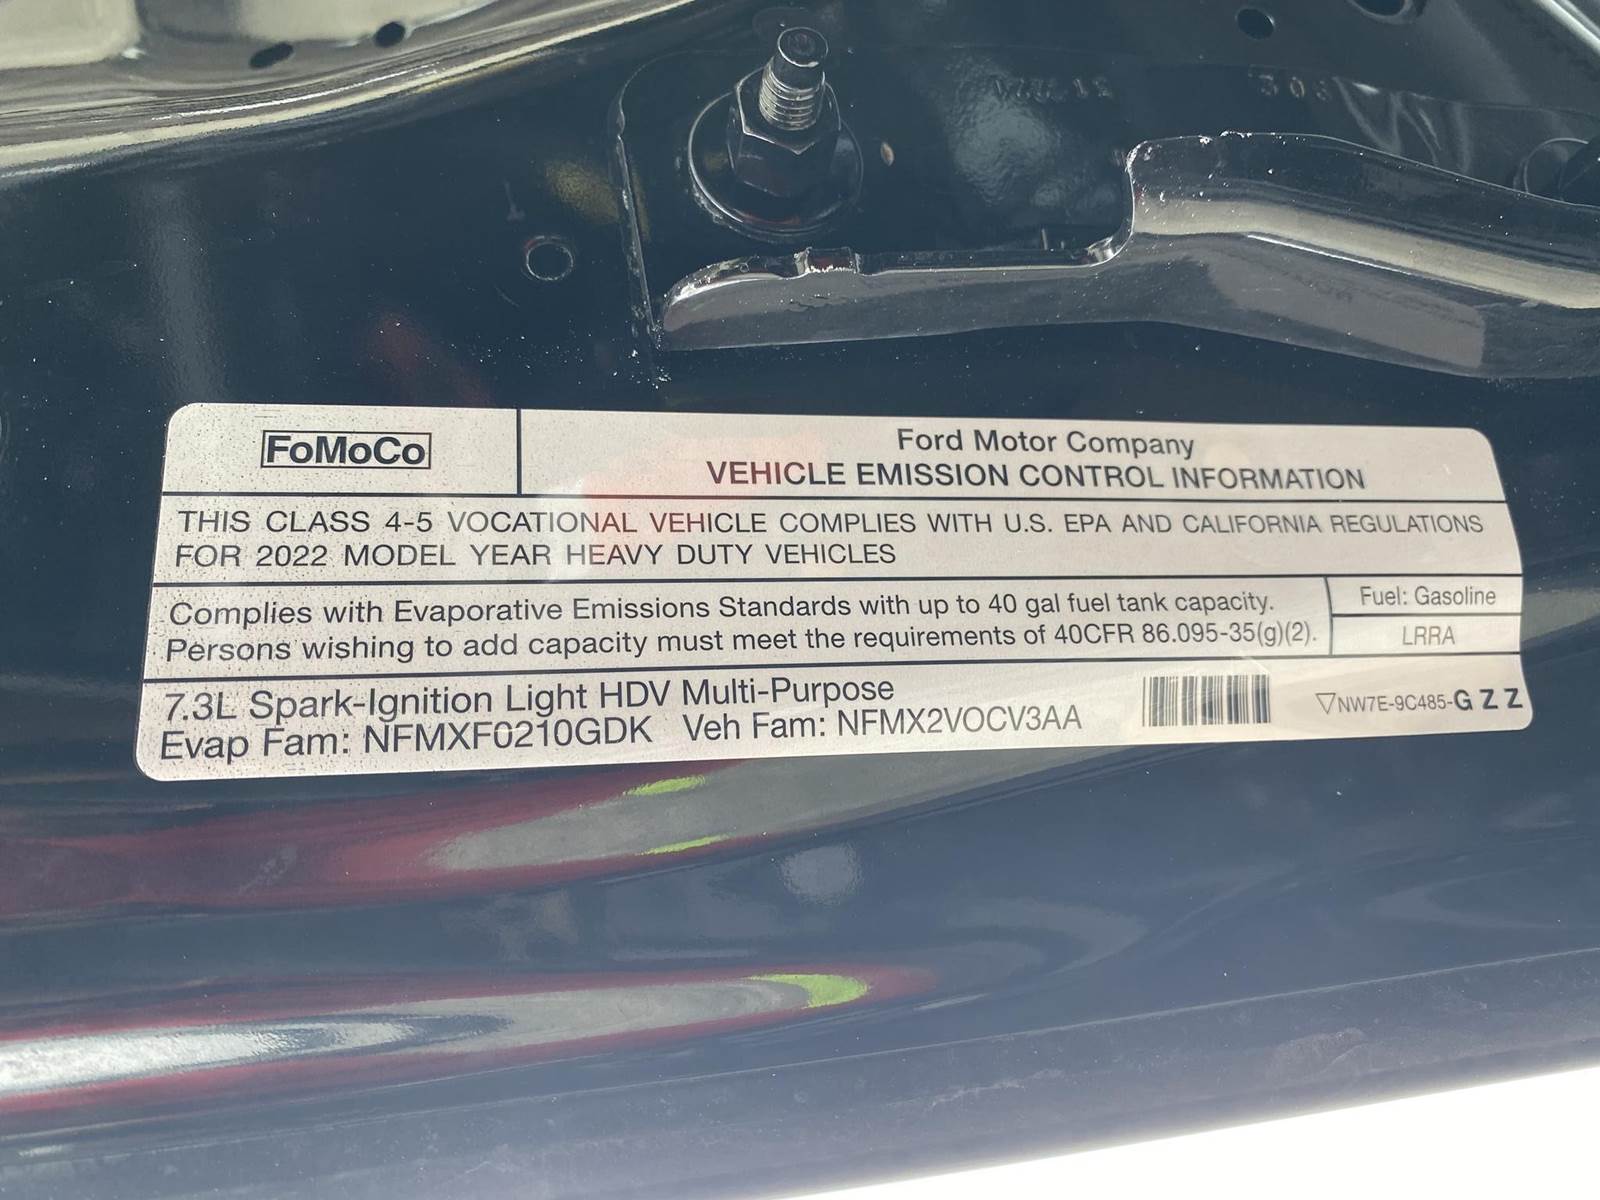 FoMoCo
Ford Motor Company
VEHICLE EMISSION CONTROL INFORMATION
THIS CLASS 4-5 VOCATIONAL VEHICLE COMPLIES WITH U.S. EPA AND CALIFORNIA REGULATIONS
FOR 2022 MODEL YEAR HEAVY DUTY VEHICLES
Complies with Evaporative Emissions Standards with up to 40 gal fuel tank capacity.
Persons wishing to add capacity must meet the requirements of 40CFR 86.095-35(g)(2).
Fuel: Gasoline
LRRA
7.3L Spark-Ignition Light HDV Multi-Purpose
Evap Fam: NFMXF0210GDK Veh Fam: NFMX2VOCV3AA
▽NW7E-9C485-GZZ